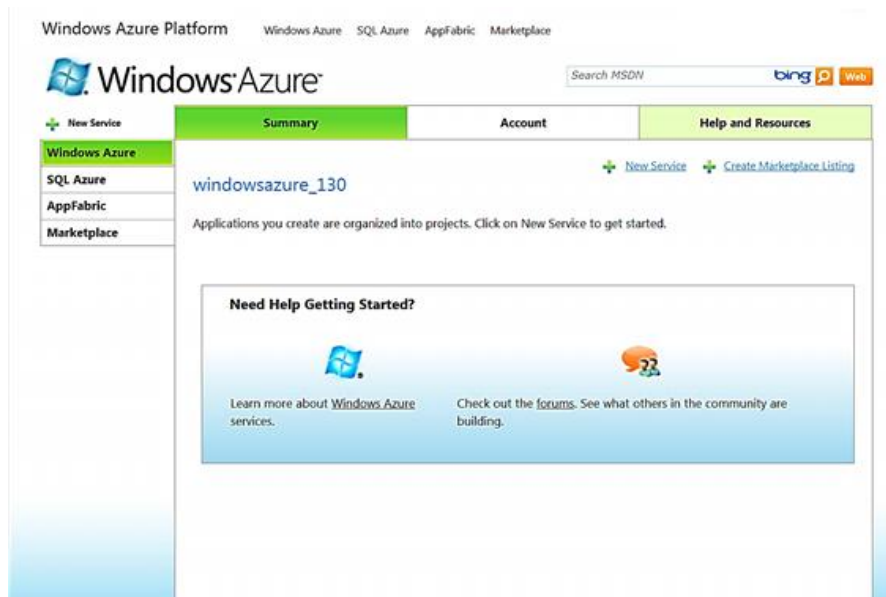 Windows Azure Platform Windows Azure SQL Azure AppFabric Marketplace
Windows Azure
Search MSDN bing Web
New Service
Summary Account Help and Resources
Windows Azure
SQL Azure
AppFabric
Marketplace
New Service Create Marketplace Listing
windowsazure_130
Applications you create are organized into projects. Click on New Service to get started.
Need Help Getting Started?
Learn more about Windows Azure
services.
Check out the forums. See what others in the community are
building.